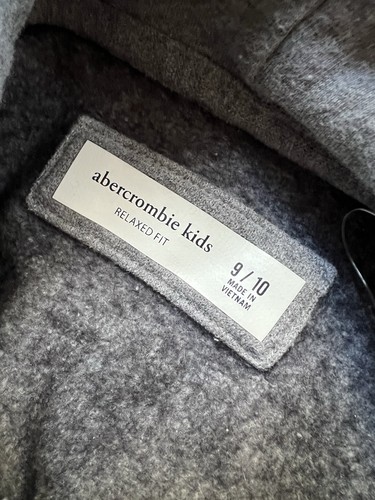 abercrombie kids
RELAXED FIT
9/10
MADE IN
VIETNAM